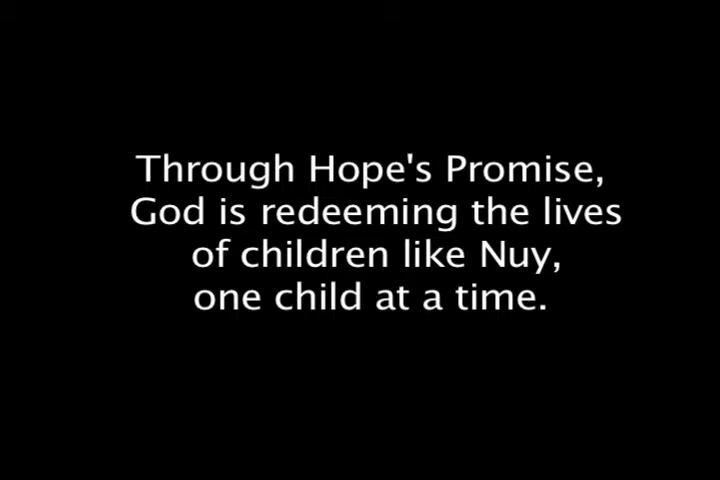 Through Hope's Promise,
God is redeeming the lives
of children like Nuy,
one child at a time.